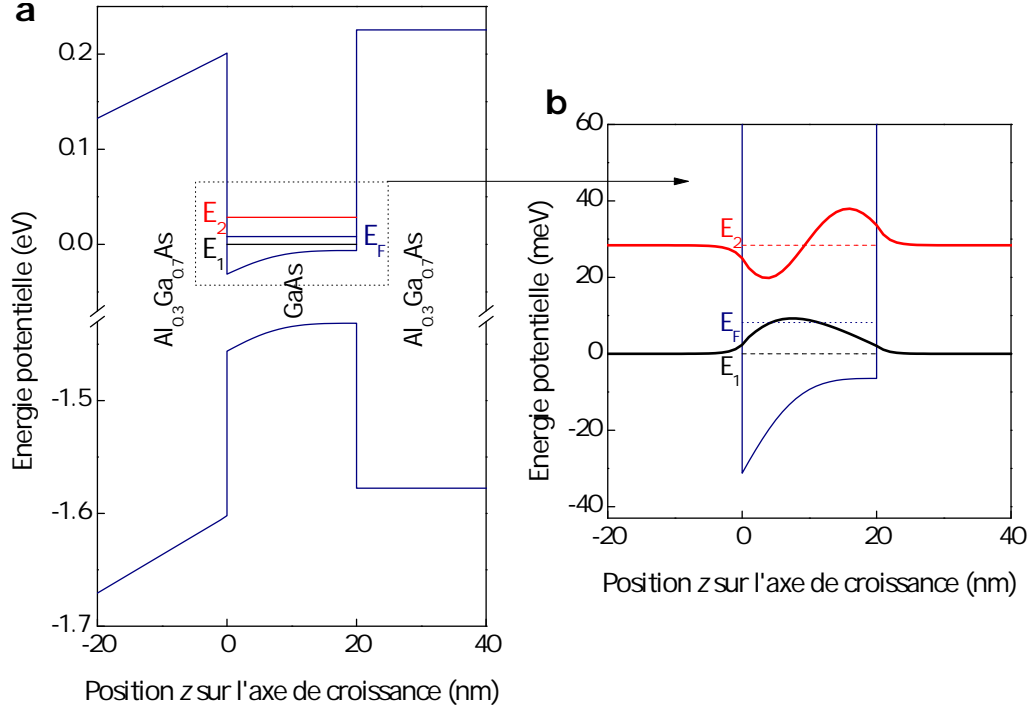 a
0.2
0.1
0.0
-1.5
-1.6
-1.7
-20
0
20
40
Energie potentielle (eV)
Position z sur l'axe de croissance (nm)
E2
E1
EF
Al0.3Ga0.7As
GaAs
Al0.3Ga0.7As
b
60
40
20
0
-20
-40
-20
0
20
40
Energie potentielle (meV)
Position z sur l'axe de croissance (nm)
E2
EF
E1